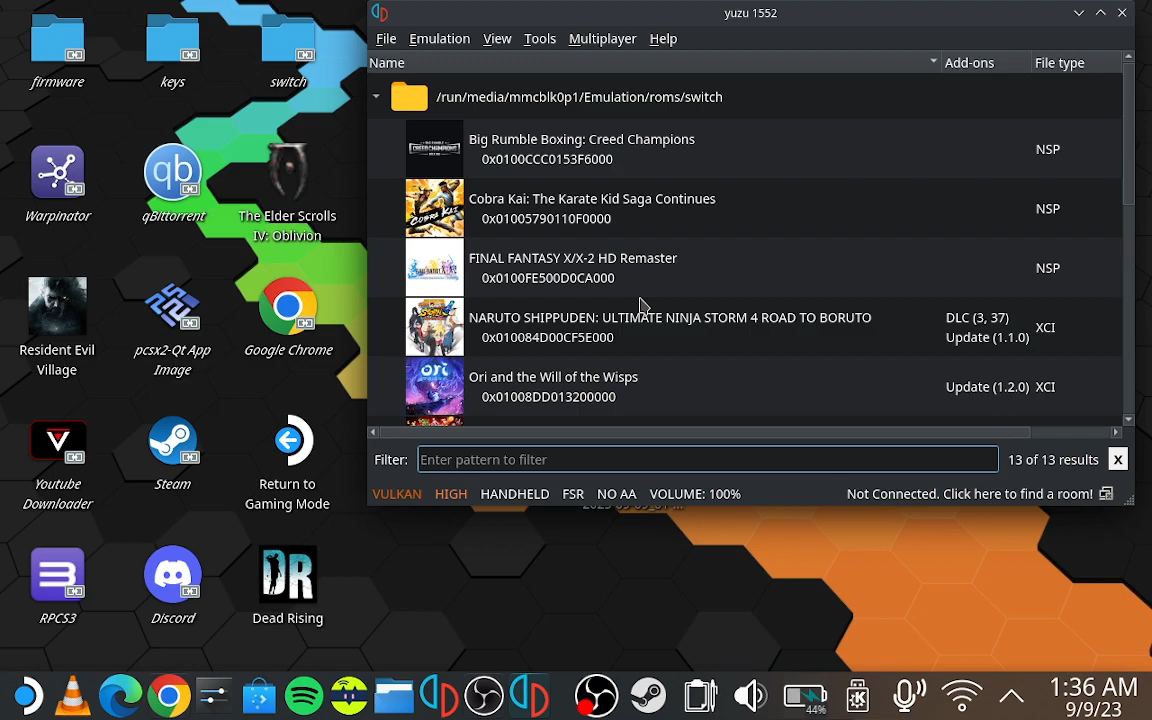 firmware
keys
switch
Warpinator
qBittorrent
The Elder Scrolls
IV: Oblivion
Resident Evil
Village
pcsx2-Qt App
Image
Google Chrome
Youtube
Downloader
Steam
Return to
Gaming Mode
RPCS3
Discord
Dead Rising
DR
yuzu 1552
File Emulation View Tools Multiplayer Help
Name Add-ons File type
/run/media/mmcblk0p1/Emulation/roms/switch
Big Rumble Boxing: Creed Champions
0x0100CCC0153F6000
NSP
Cobra Kai: The Karate Kid Saga Continues
0x01005790110F0000
NSP
FINAL FANTASY X/X-2 HD Remaster
0x0100FE500D0CA000
NSP
NARUTO SHIPPUDEN: ULTIMATE NINJA STORM 4 ROAD TO BORUTO
0x010084D00CF5E000
DLC (3, 37)
Update (1.1.0)
XCI
Ori and the Will of the Wisps
0x01008DD013200000
Update (1.2.0) XCI
Filter: Enter pattern to filter 13 of 13 results X
VULKAN HIGH HANDHELD FSR NO AA VOLUME: 100% Not Connected. Click here to find a room!
44%
1:36 AM
9/9/23